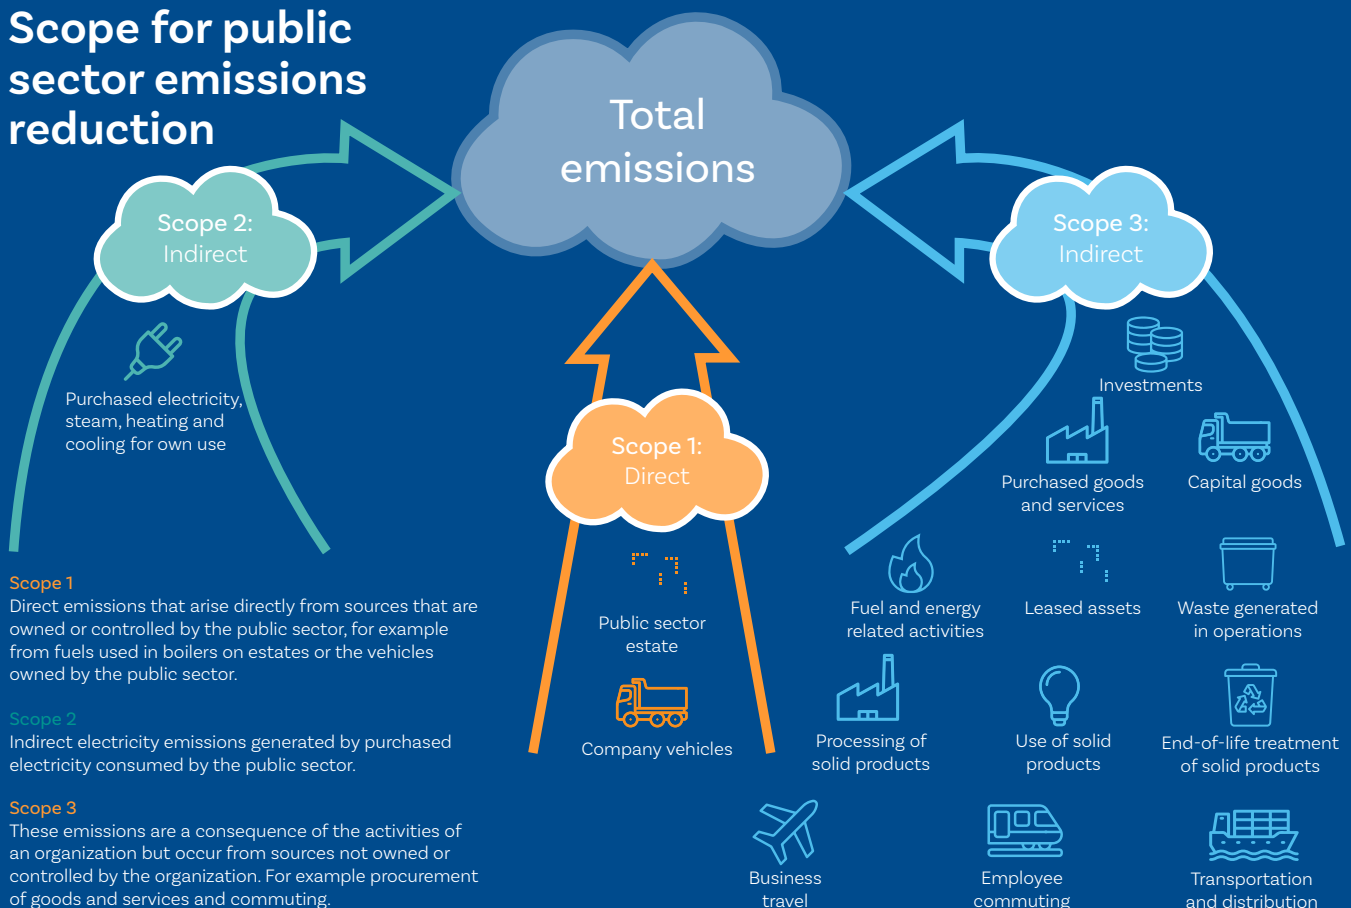 Scope for public
sector emissions
reduction
Total
emissions
Scope 2:
Indirect
Scope 3:
Indirect
Purchased electricity,
steam, heating and
cooling for own use
Scope 1:
Direct
Public sector
estate
Company vehicles
Investments
Purchased goods
and services
Capital goods
Fuel and energy
related activities
Leased assets
Waste generated
in operations
Processing of
solid products
Use of solid
products
End-of-life treatment
of solid products
Business
travel
Employee
commuting
Transportation
and distribution
Scope 1
Direct emissions that arise directly from sources that are
owned or controlled by the public sector, for example
from fuels used in boilers on estates or the vehicles
owned by the public sector.
Scope 2
Indirect electricity emissions generated by purchased
electricity consumed by the public sector.
Scope 3
These emissions are a consequence of the activities of
an organization but occur from sources not owned or
controlled by the organization. For example procurement
of goods and services and commuting.